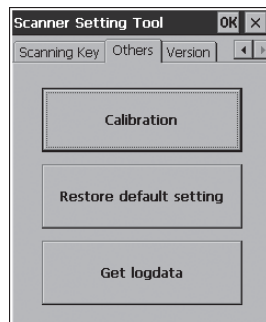 Scanner Setting Tool OK ×
Scanning Key Others Version
Calibration
Restore default setting
Get logdata